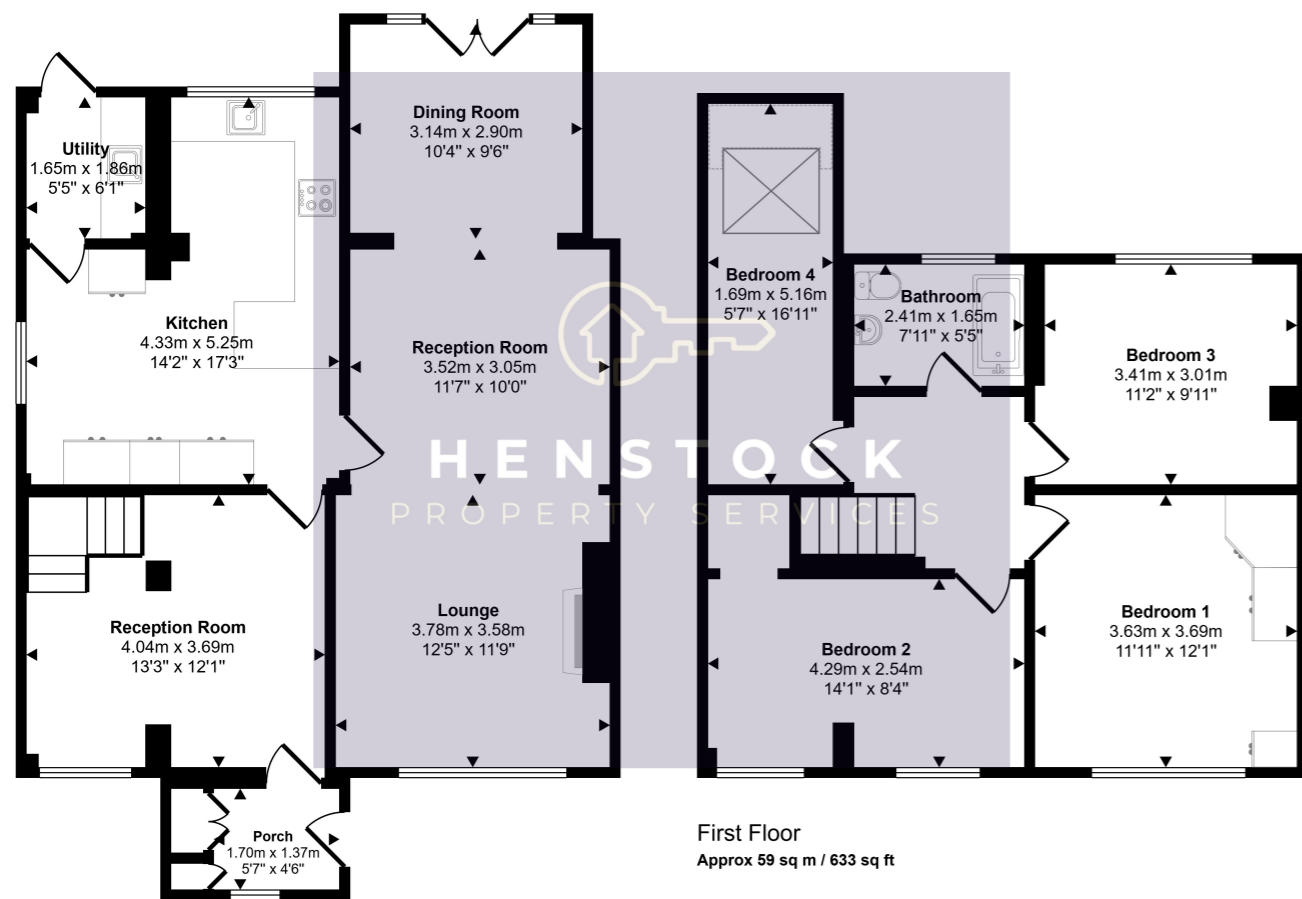 Dining Room
3.14m x 2.90m
10'4" x 9'6"
Utility
1.65m x 1.86m
5'5" x 6'1"
Kitchen
4.33m x 5.25m
14'2" x 17'3"
Reception Room
3.52m x 3.05m
11'7" x 10'0"
Reception Room
4.04m x 3.69m
13'3" x 12'1"
Lounge
3.78m x 3.58m
12'5" x 11'9"
Porch
1.70m x 1.37m
5'7" x 4'6"
Bedroom 4
1.69m x 5.16m
5'7" x 16'11"
Bathroom
2.41m x 1.65m
7'11" x 5'5"
Bedroom 3
3.41m x 3.01m
11'2" x 9'11"
Bedroom 2
4.29m x 2.54m
14'1" x 8'4"
Bedroom 1
3.63m x 3.69m
11'11" x 12'1"
First Floor
Approx 59 sq m / 633 sq ft
HENSTOCK
PROPERTY SERVICES